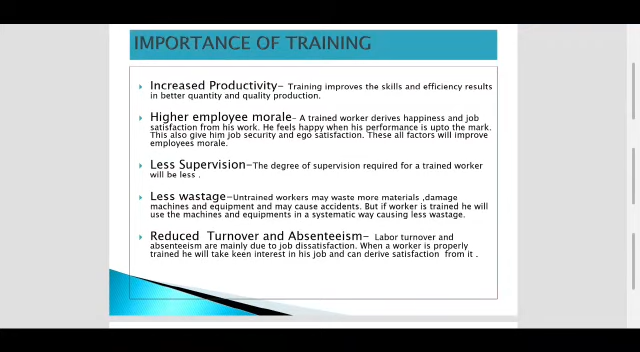 IMPORTANCE OF TRAINING
Increased Productivity– Training improves the skills and efficiency results
in better quantity and quality production.
Higher employee morale– A trained worker derives happiness and job
satisfaction from his work. He feels happy when his performance is upto the mark.
This also give him job security and ego satisfaction. These all factors will improve
employees morale.
Less Supervision–The degree of supervision required for a trained worker
will be less .
Less wastage–Untrained workers may waste more materials ,damage
machines and equipment and may cause accidents. But if worker is trained he will
use the machines and equipments in a systematic way causing less wastage.
Reduced Turnover and Absenteeism– Labor turnover and
absenteeism are mainly due to job dissatisfaction. When a worker is properly
trained he will take keen interest in his job and can derive satisfaction from it .